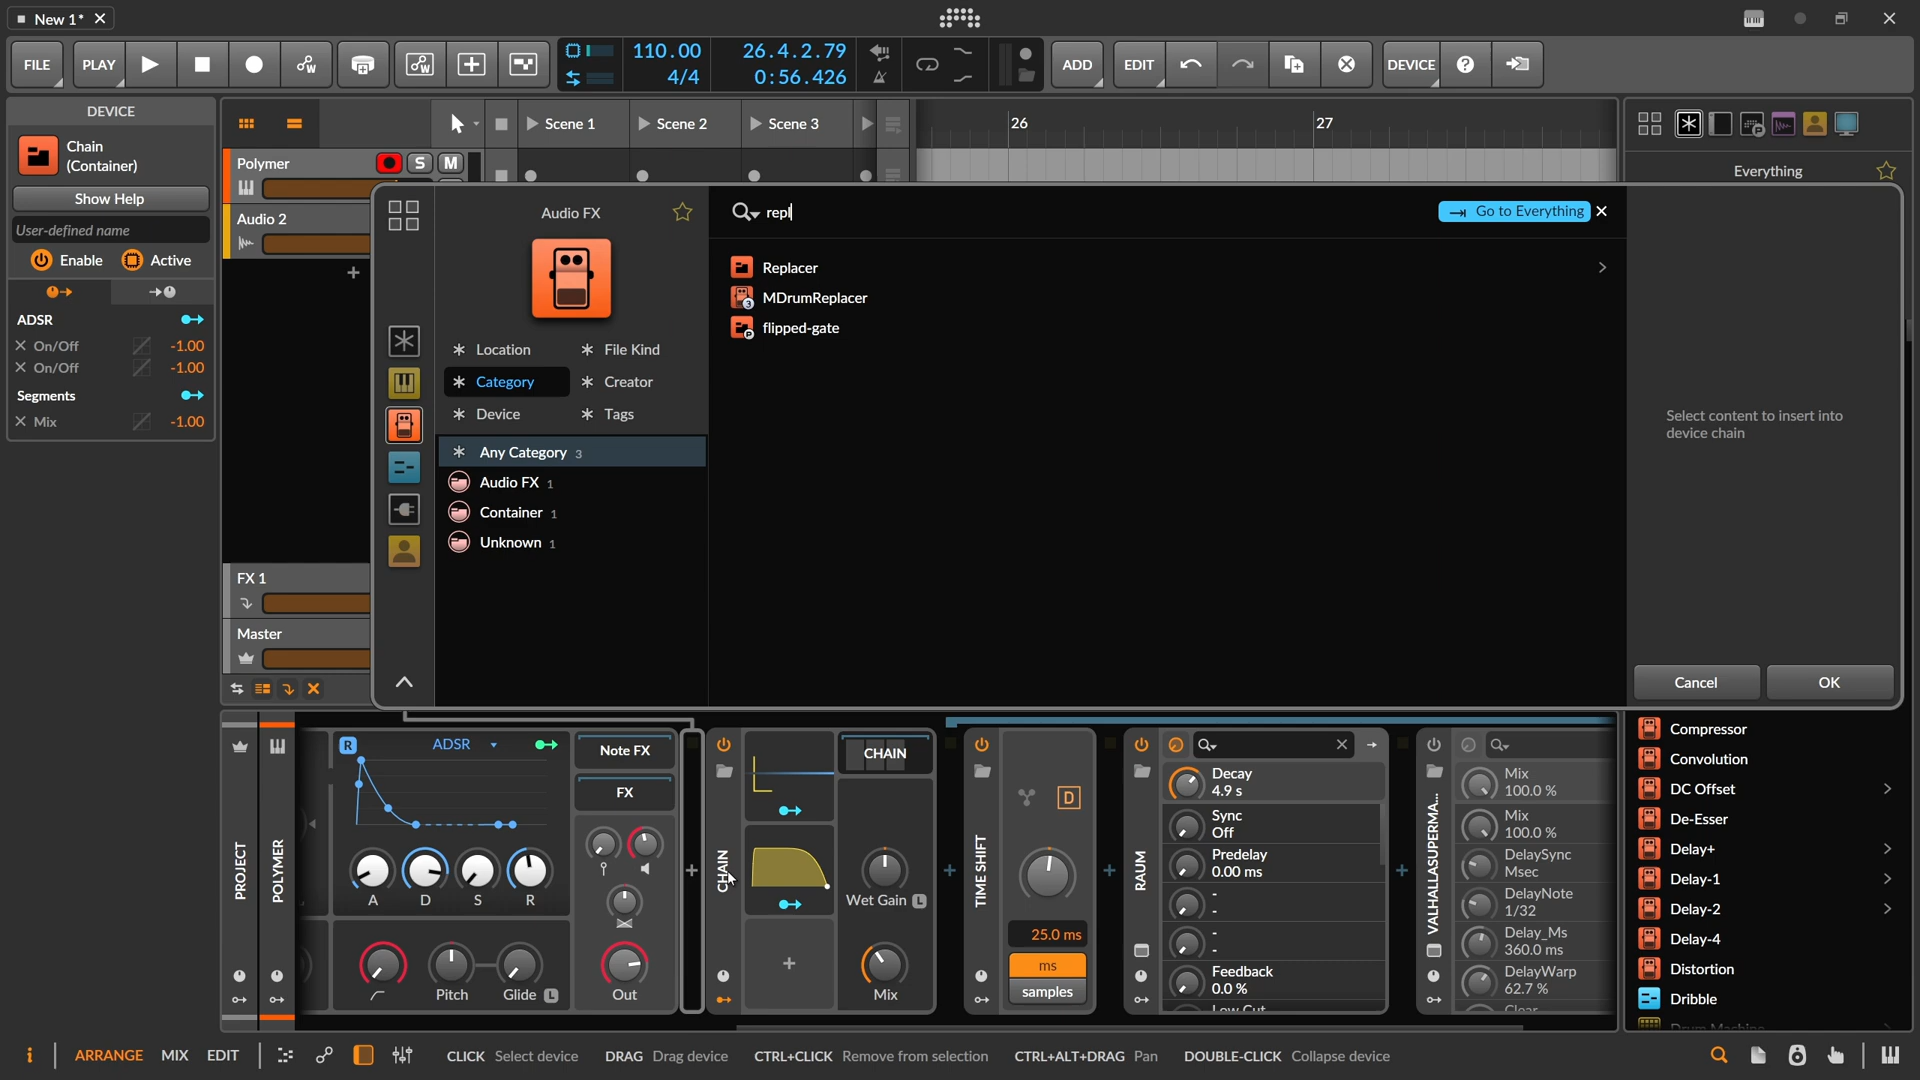 New 1*
FILE
PLAY
110.00
4/4
26.4.2.79
0:56.426
ADD
EDIT
DEVICE
DEVICE
Chain
(Container)
Show Help
User-defined name
Enable
Active
ADSR
On/Off -1.00
On/Off -1.00
Segments
Mix -1.00
Scene 1
Scene 2
Scene 3
26
27
Everything
Polymer
S M
Audio 2
FX 1
Master
Audio FX
Location
File Kind
Category
Creator
Device
Tags
Any Category 3
Audio FX 1
Container 1
Unknown 1
repl
Go to Everything
Replacer
MDrumReplacer
flipped-gate
Select content to insert into
device chain
Cancel
OK
PROJECT
POLYMER
R
ADSR
A
D
S
R
Pitch
Glide L
Note FX
FX
Out
CHAIN
CHAIN
Wet Gain L
Mix
TIME SHIFT
D
25.0 ms
ms
samples
RAUM
Decay
4.9 s
Sync
Off
Predelay
0.00 ms
-
-
-
-
Feedback
0.0 %
VALHALLASUPERMA...
Mix
100.0 %
Mix
100.0 %
DelaySync
Msec
DelayNote
1/32
Delay_Ms
360.0 ms
DelayWarp
62.7 %
Compressor
Convolution
DC Offset
De-Esser
Delay+
Delay-1
Delay-2
Delay-4
Distortion
Dribble
ARRANGE
MIX
EDIT
CLICK Select device
DRAG Drag device
CTRL+CLICK Remove from selection
CTRL+ALT+DRAG Pan
DOUBLE-CLICK Collapse device